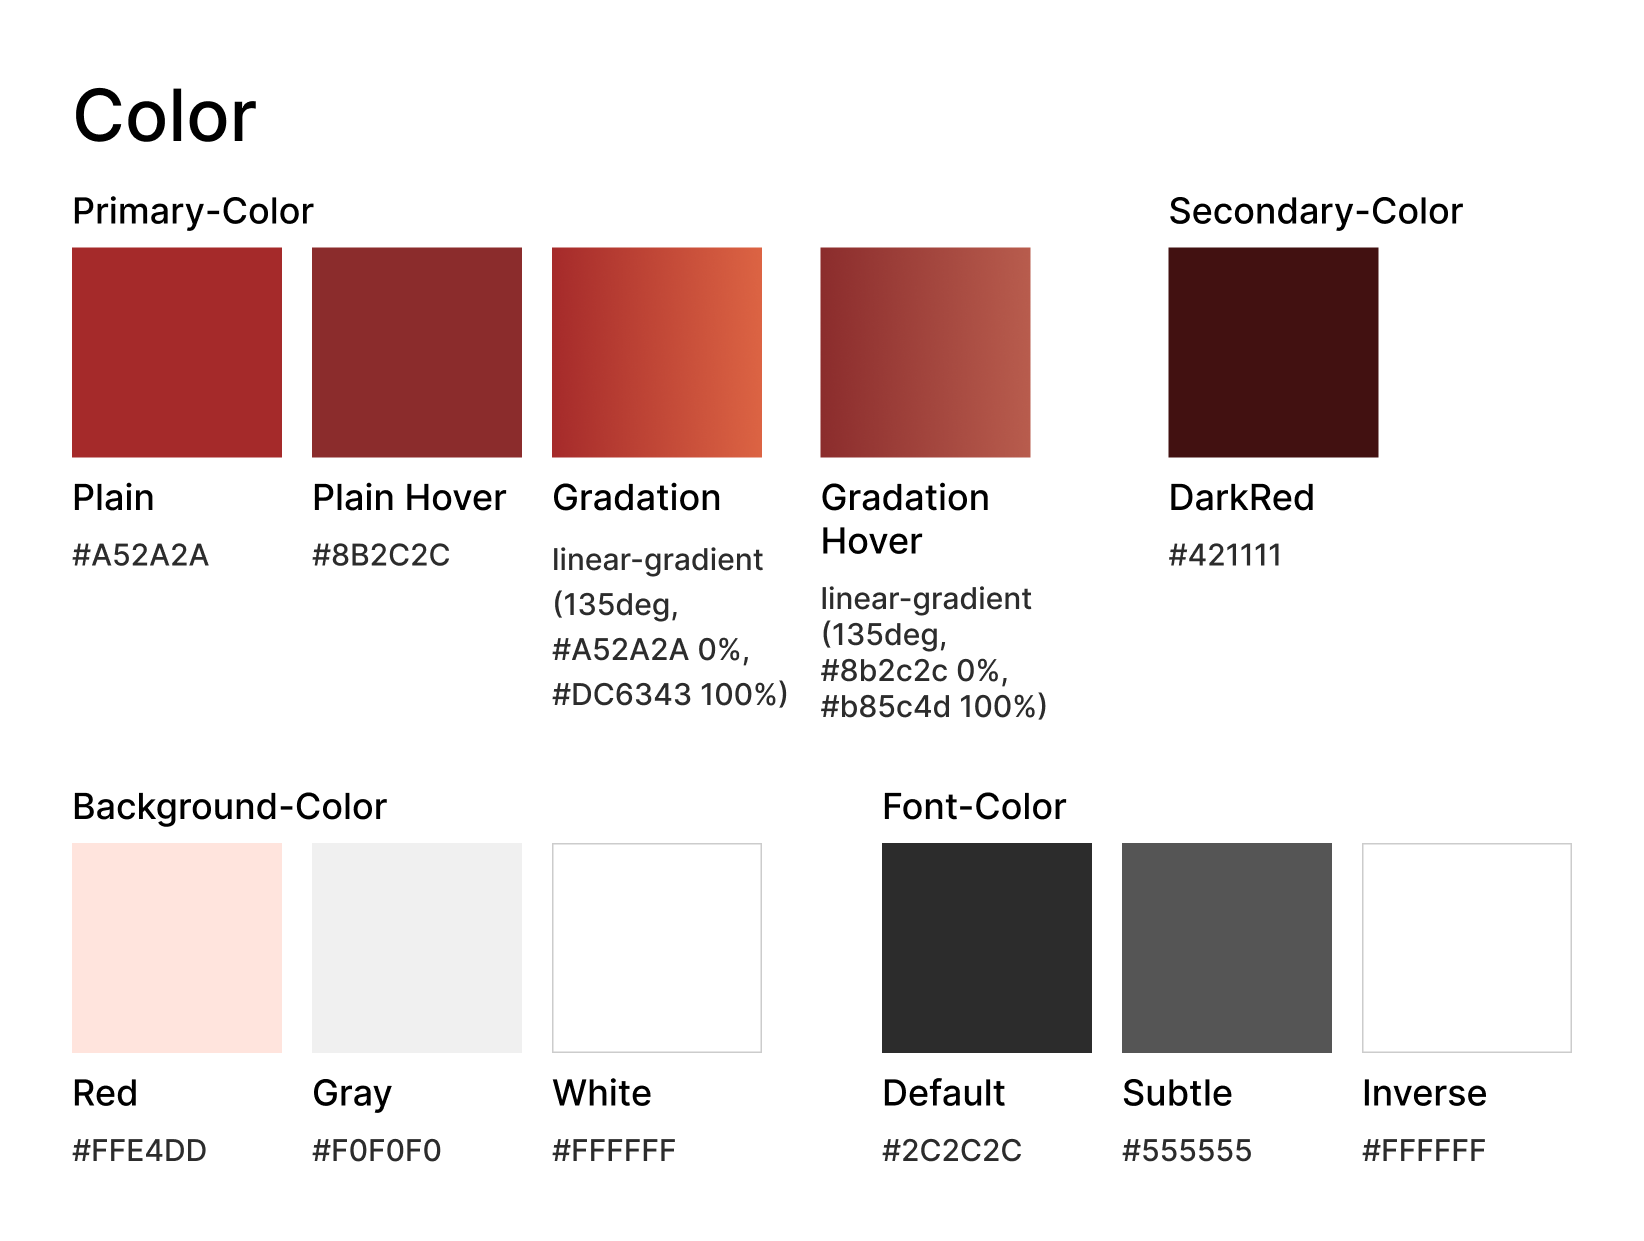 Color
Primary-Color
Plain
#A52A2A
Plain Hover
#8B2C2C
Gradation
linear-gradient
(135deg,
#A52A2A 0%,
#DC6343 100%)
Gradation
Hover
linear-gradient
(135deg,
#8b2c2c 0%,
#b85c4d 100%)
Secondary-Color
DarkRed
#421111
Background-Color
Red
#FFE4DD
Gray
#F0F0F0
White
#FFFFFF
Font-Color
Default
#2C2C2C
Subtle
#555555
Inverse
#FFFFFF